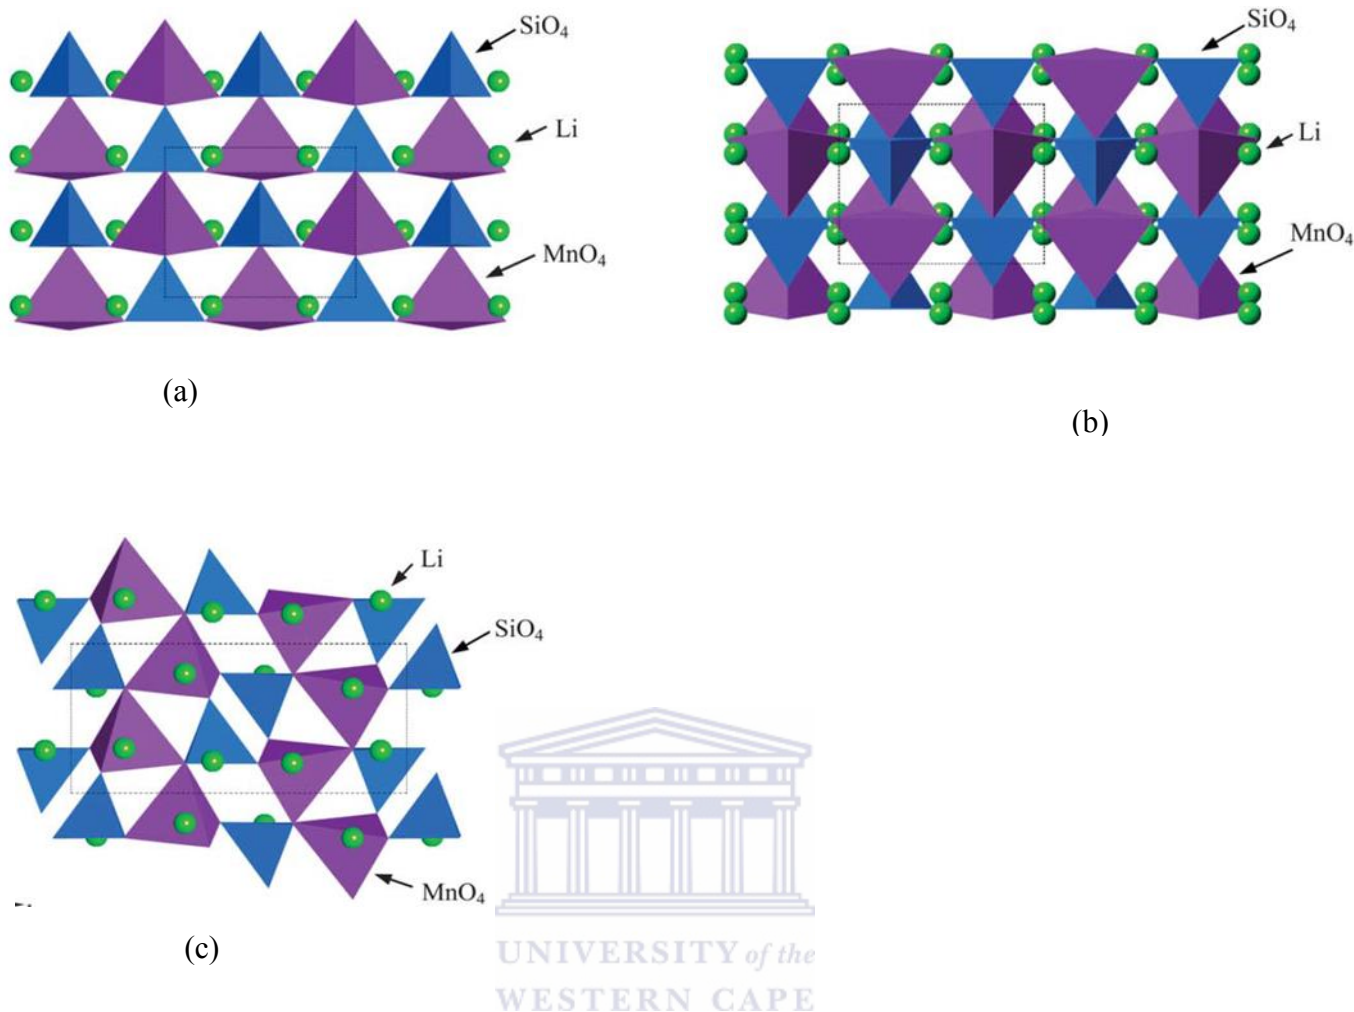 SiO₄
Li
MnO₄
(a)
SiO₄
Li
MnO₄
(b)
Li
SiO₄
MnO₄
(c)
UNIVERSITY of the
WESTERN CAPE